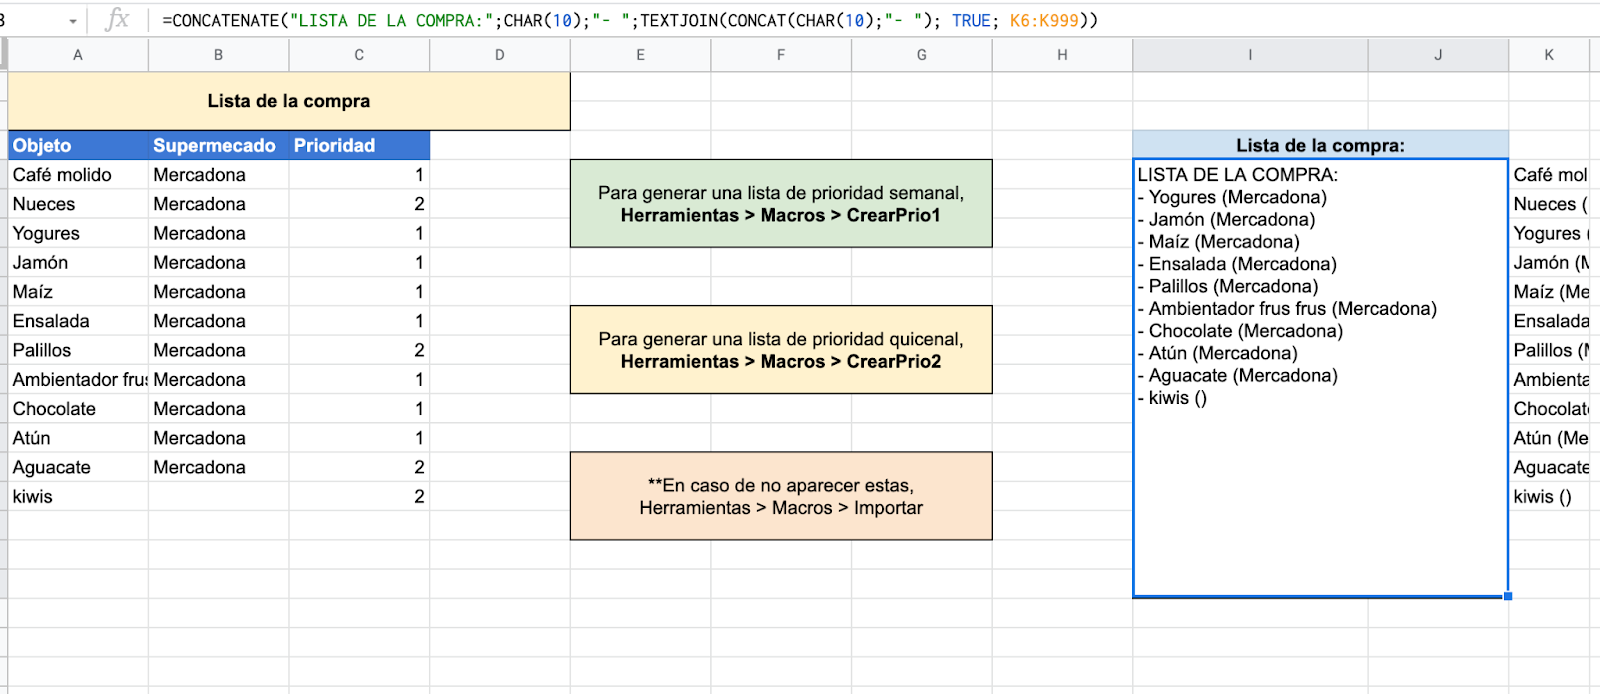 =CONCATENATE("LISTA DE LA COMPRA:";CHAR(10);"- ";TEXTJOIN(CONCAT(CHAR(10);"- "); TRUE; K6:K999))
A B C D E F G H I J K
Lista de la compra
Objeto Supermecado Prioridad
Café molido Mercadona 1
Nueces Mercadona 2
Yogures Mercadona 1
Jamón Mercadona 1
Maíz Mercadona 1
Ensalada Mercadona 1
Palillos Mercadona 2
Ambientador frus Mercadona 1
Chocolate Mercadona 1
Atún Mercadona 1
Aguacate Mercadona 2
kiwis 2
Para generar una lista de prioridad semanal,
Herramientas > Macros > CrearPrio1
Para generar una lista de prioridad quicenal,
Herramientas > Macros > CrearPrio2
**En caso de no aparecer estas,
Herramientas > Macros > Importar
Lista de la compra:
LISTA DE LA COMPRA:
- Yogures (Mercadona)
- Jamón (Mercadona)
- Maíz (Mercadona)
- Ensalada (Mercadona)
- Palillos (Mercadona)
- Ambientador frus frus (Mercadona)
- Chocolate (Mercadona)
- Atún (Mercadona)
- Aguacate (Mercadona)
- kiwis ()
Café mol
Nueces (
Yogures (
Jamón (M
Maíz (Me
Ensalada
Palillos (M
Ambienta
Chocolat
Atún (Me
Aguacate
kiwis ()